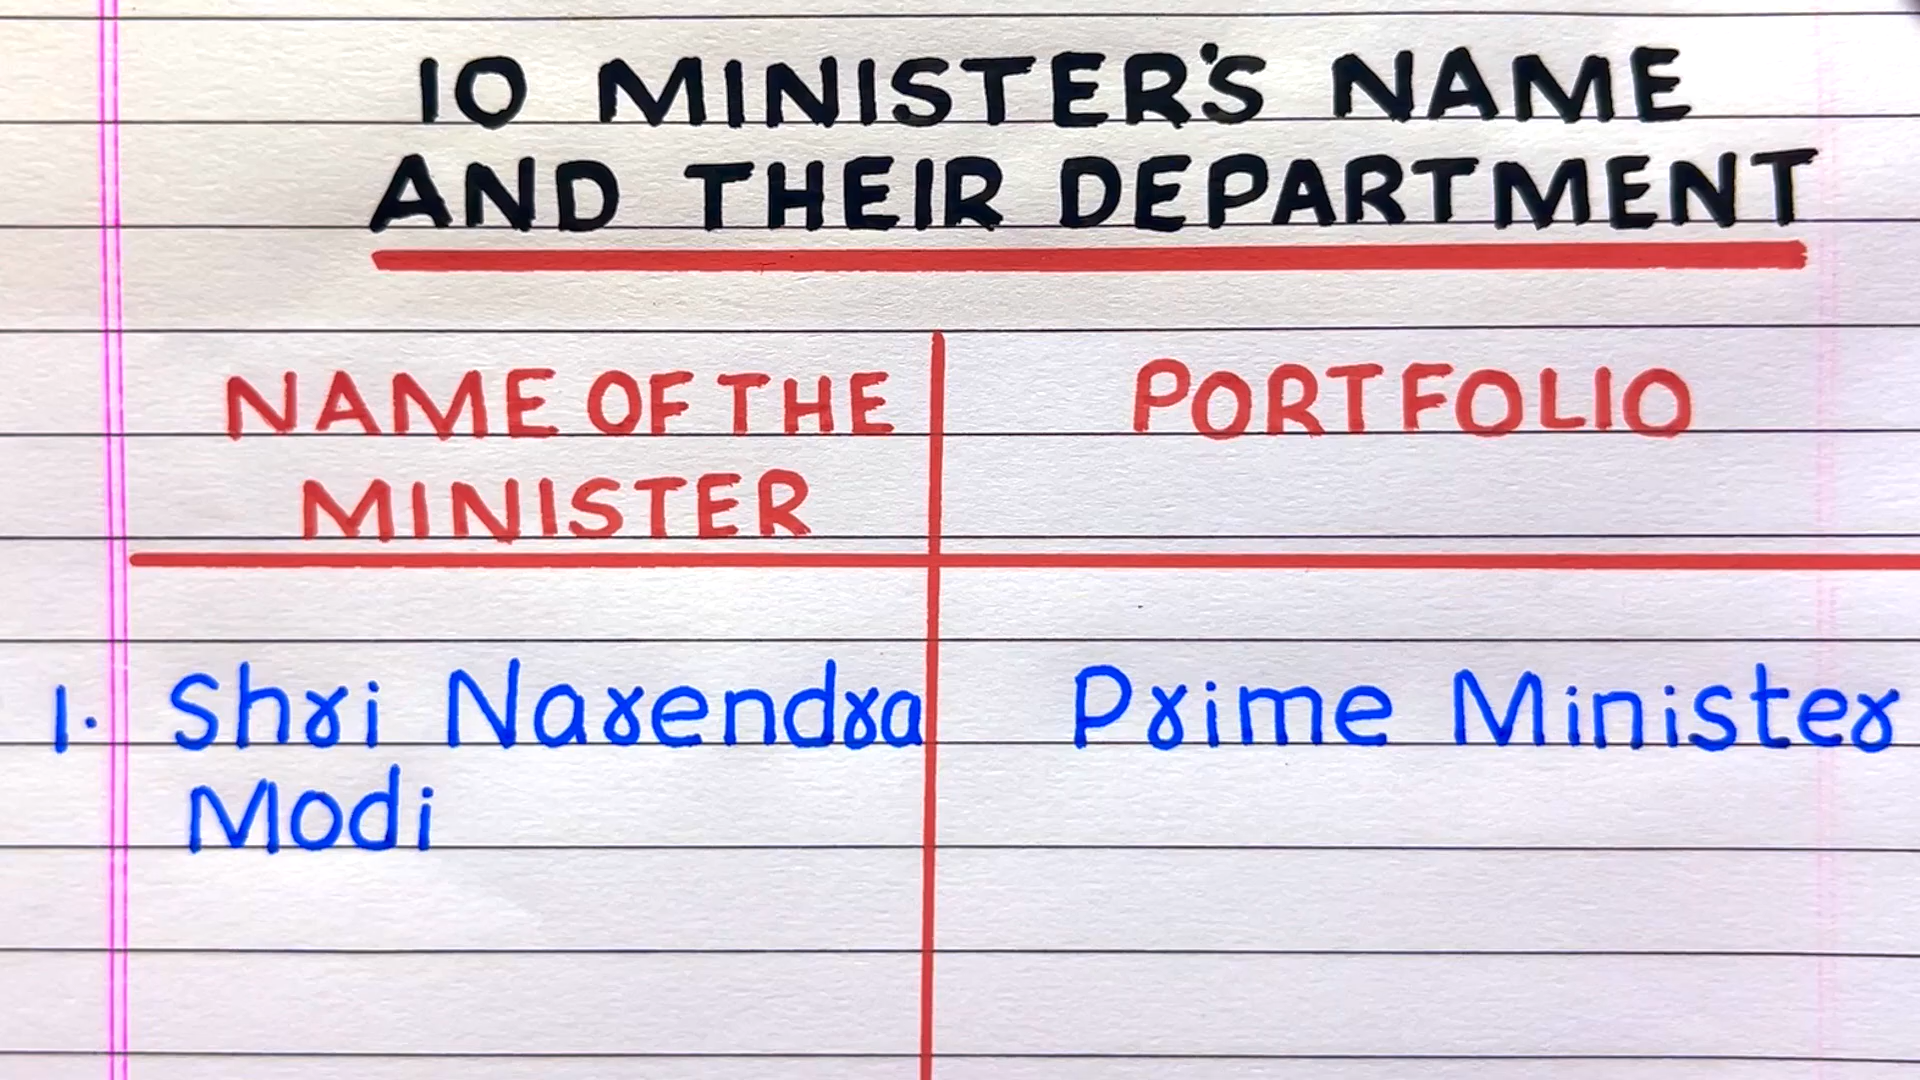 10 MINISTER'S NAME
AND THEIR DEPARTMENT
NAME OF THE
MINISTER
PORTFOLIO
1. Shri Narendra
Modi
Prime Minister